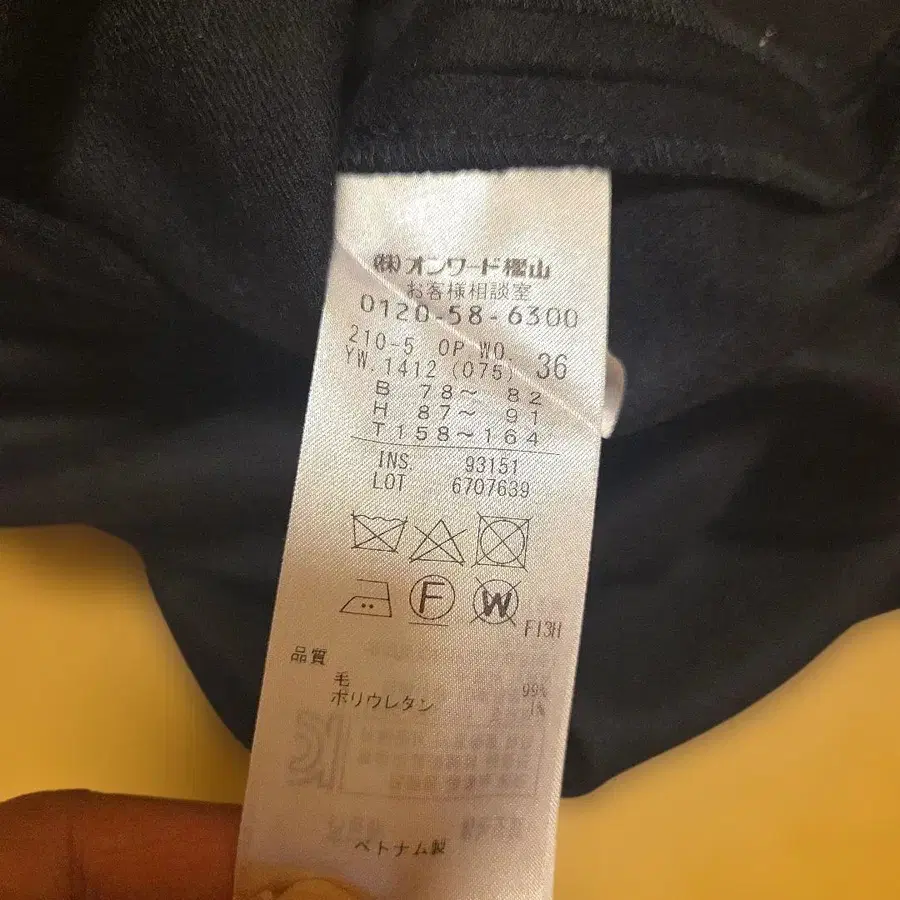 (株)オンワード樫山
お客様相談室
0120-58-6300
210-5 OP.WO. 36
YW.1412 (075)
B 78～ 82
H 87～ 91
T158～164
INS. 93151
LOT 6707639
F
W
F13H
品質
毛 99%
ポリウレタン 1%
ベトナム製